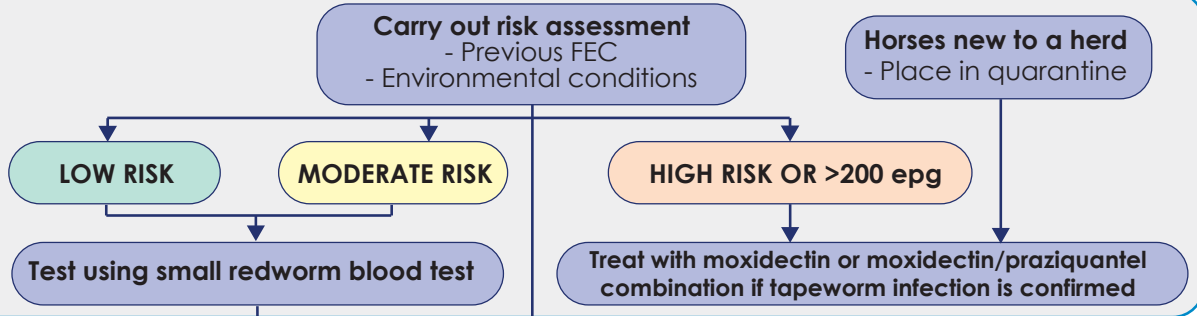 Carry out risk assessment
- Previous FEC
- Environmental conditions
Horses new to a herd
- Place in quarantine
LOW RISK
MODERATE RISK
HIGH RISK OR >200 epg
Test using small redworm blood test
Treat with moxidectin or moxidectin/praziquantel
combination if tapeworm infection is confirmed